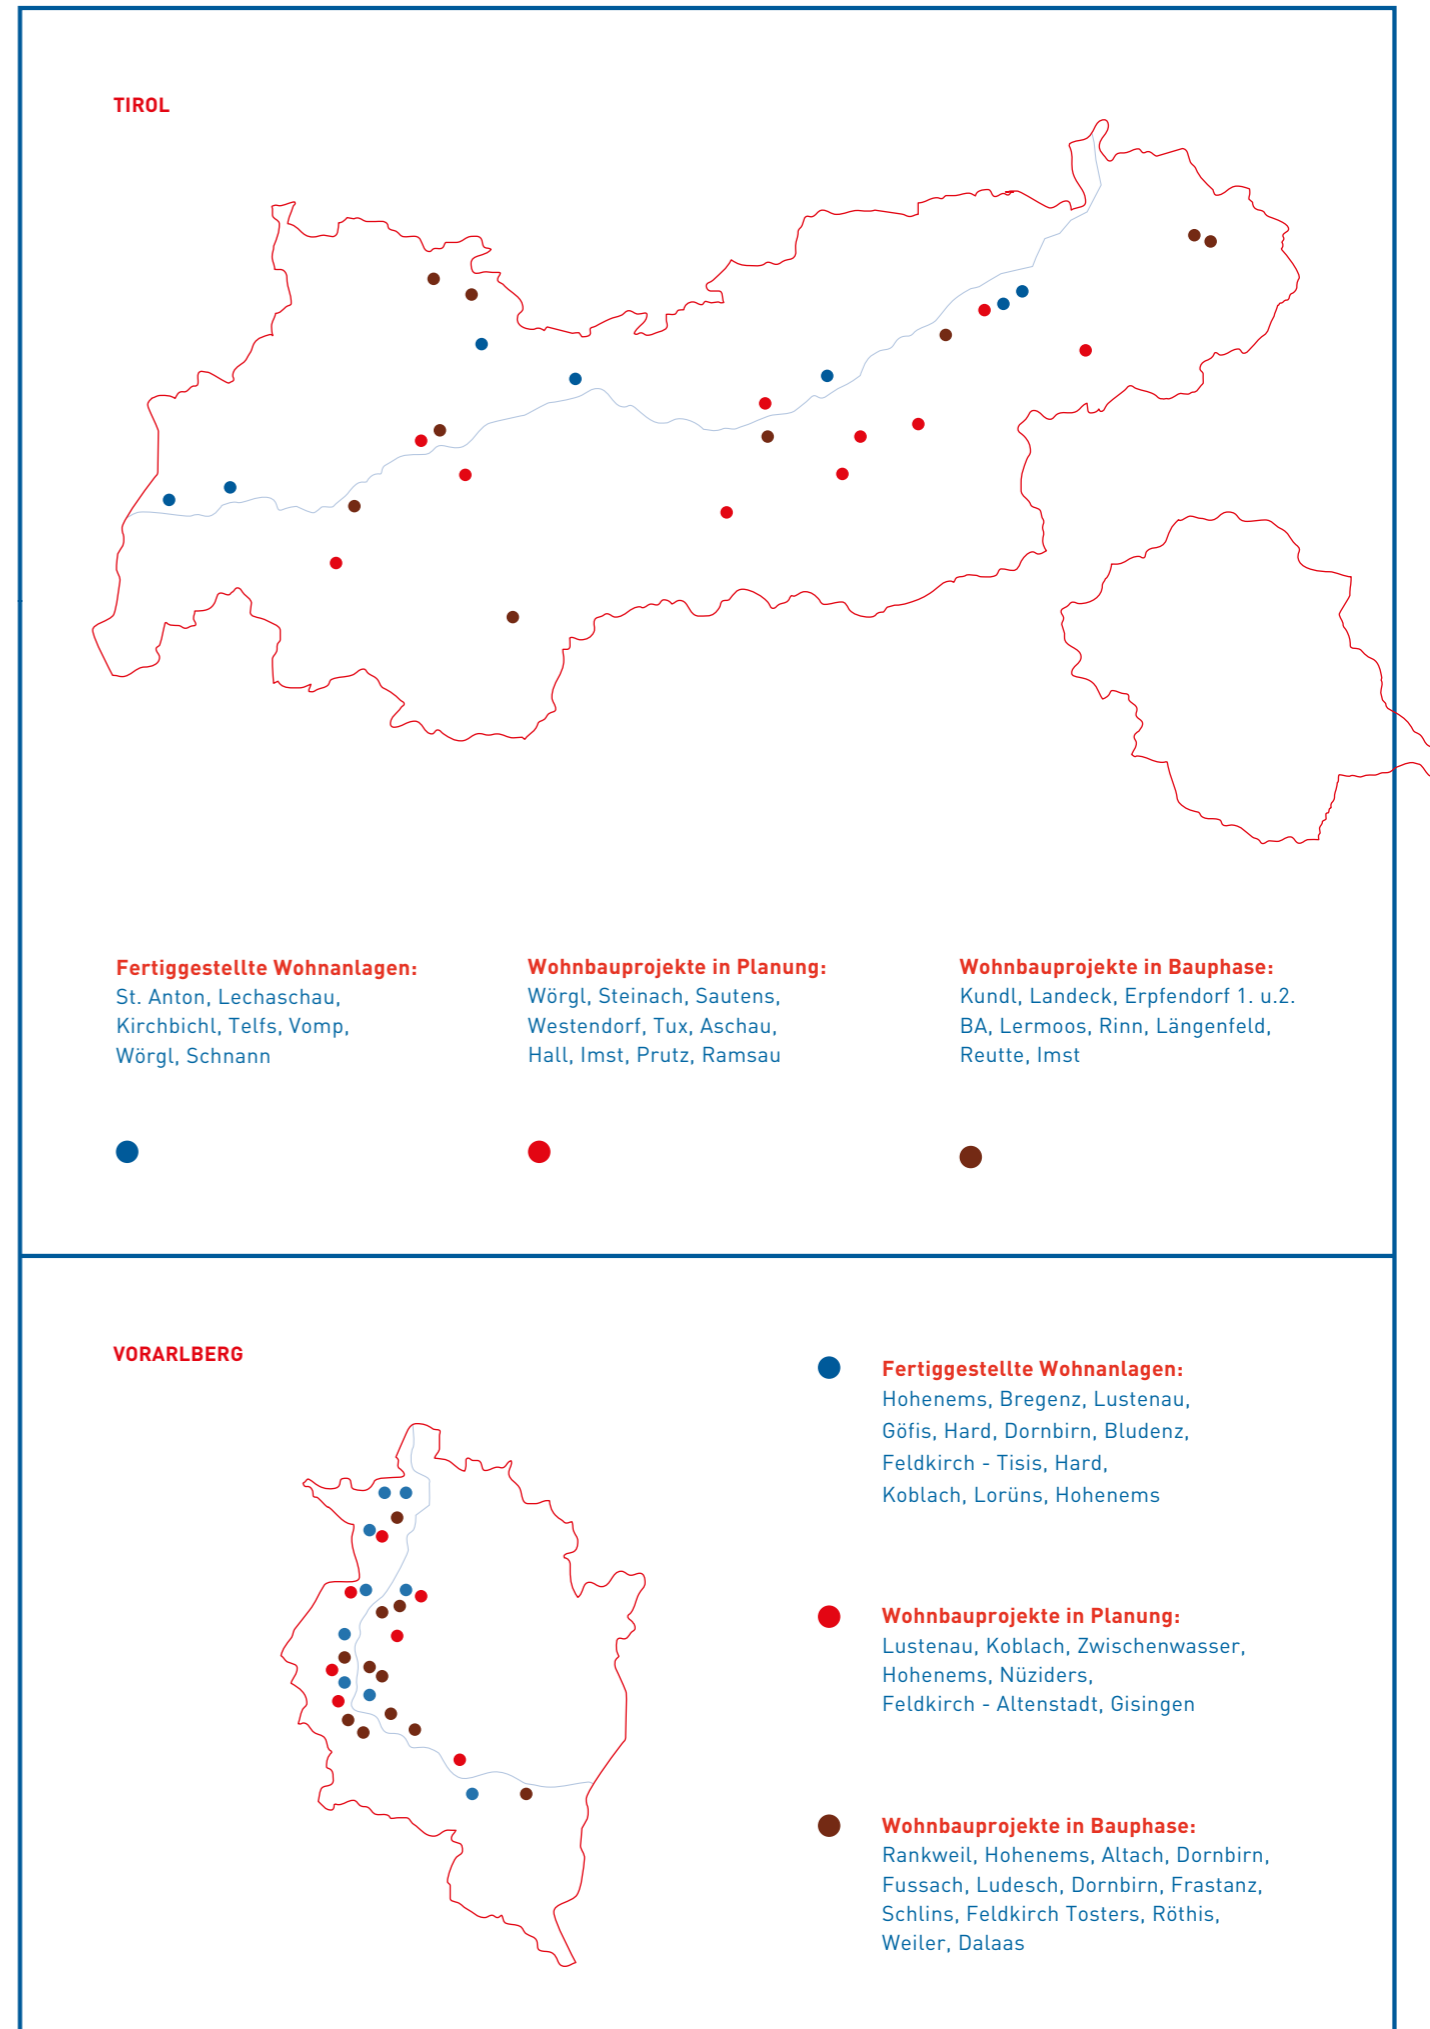 TIROL
Fertiggestellte Wohnanlagen:
St. Anton, Lechaschau,
Kirchbichl, Telfs, Vomp,
Wörgl, Schnann
Wohnbauprojekte in Planung:
Wörgl, Steinach, Sautens,
Westendorf, Tux, Aschau,
Hall, Imst, Prutz, Ramsau
Wohnbauprojekte in Bauphase:
Kundl, Landeck, Erpfendorf 1. u.2.
BA, Lermoos, Rinn, Längenfeld,
Reutte, Imst
VORARLBERG
Fertiggestellte Wohnanlagen:
Hohenems, Bregenz, Lustenau,
Göfis, Hard, Dornbirn, Bludenz,
Feldkirch - Tisis, Hard,
Koblach, Lorüns, Hohenems
Wohnbauprojekte in Planung:
Lustenau, Koblach, Zwischenwasser,
Hohenems, Nüziders,
Feldkirch - Altenstadt, Gisingen
Wohnbauprojekte in Bauphase:
Rankweil, Hohenems, Altach, Dornbirn,
Fussach, Ludesch, Dornbirn, Frastanz,
Schlins, Feldkirch Tosters, Röthis,
Weiler, Dalaas